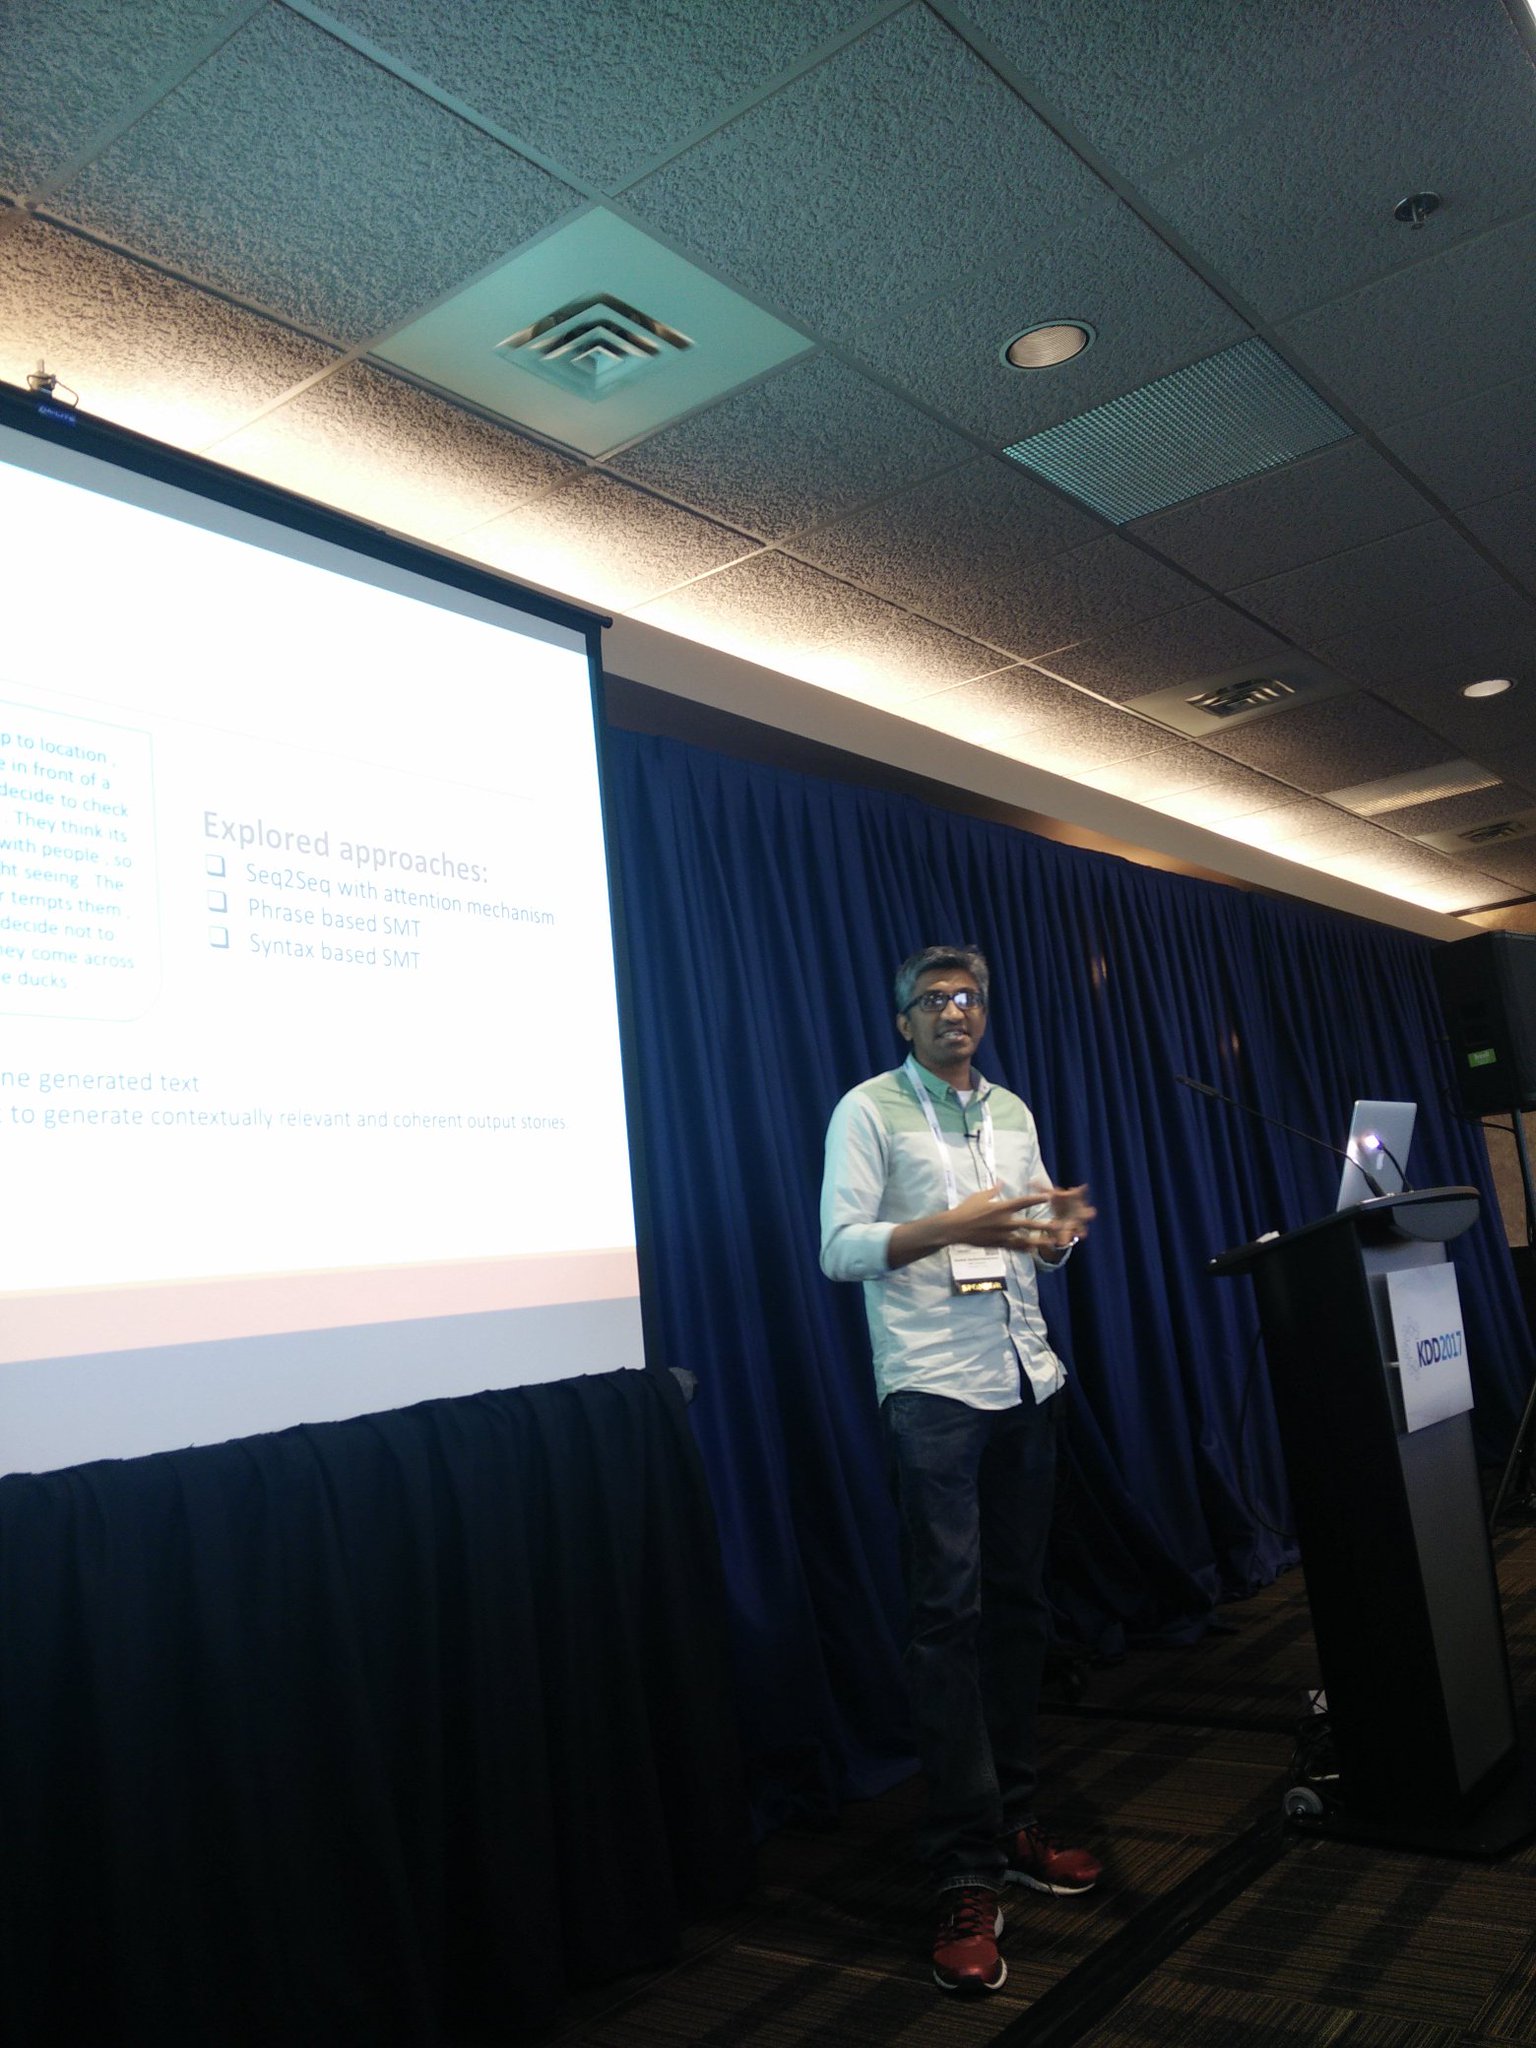 p to location ,
e in front of a
decide to check
. They think its
with people , so
ht seeing . The
r tempts them ,
decide not to
ney come across
e ducks
Explored approaches:
Seq2Seq with attention mechanism
Phrase based SMT
Syntax based SMT
ne generated text
to generate contextually relevant and coherent output stories.
KDD2017